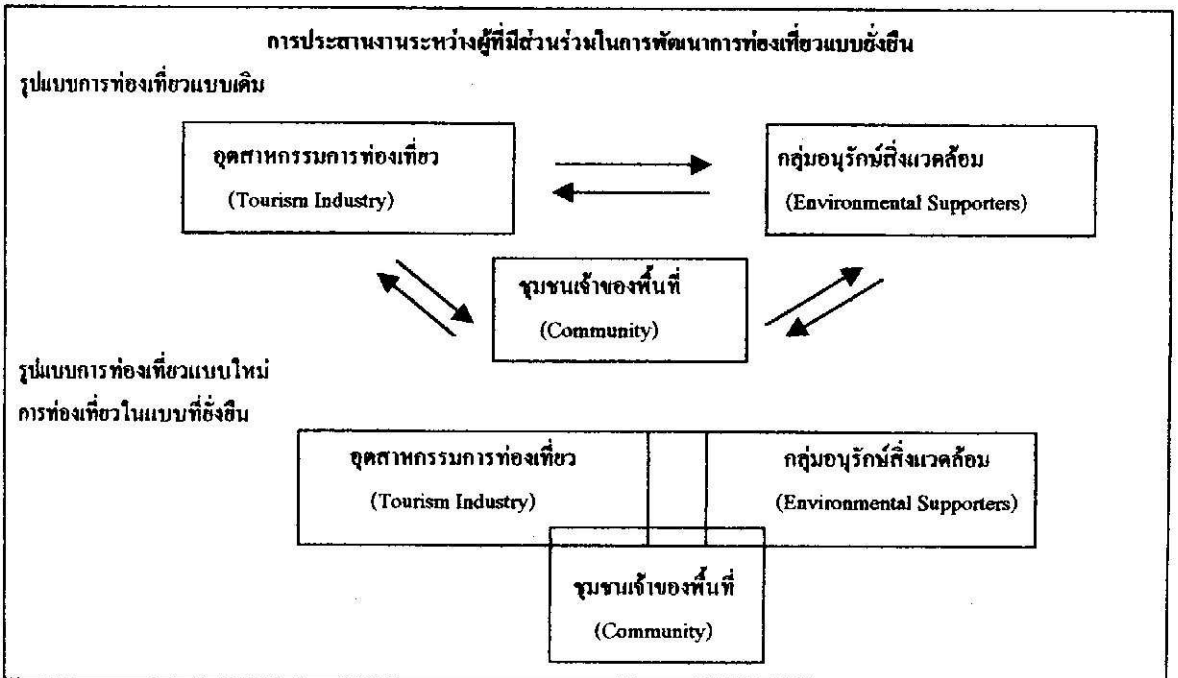 การประสานงานระหว่างผู้ที่มีส่วนร่วมในการพัฒนาการท่องเที่ยวแบบยั่งยืน
รูปแบบการท่องเที่ยวแบบเดิม
อุตสาหกรรมการท่องเที่ยว
(Tourism Industry)
กลุ่มอนุรักษ์สิ่งแวดล้อม
(Environmental Supporters)
ชุมชนเจ้าของพื้นที่
(Community)
รูปแบบการท่องเที่ยวแบบใหม่
การท่องเที่ยวในแบบที่ยั่งยืน
อุตสาหกรรมการท่องเที่ยว
(Tourism Industry)
กลุ่มอนุรักษ์สิ่งแวดล้อม
(Environmental Supporters)
ชุมชนเจ้าของพื้นที่
(Community)